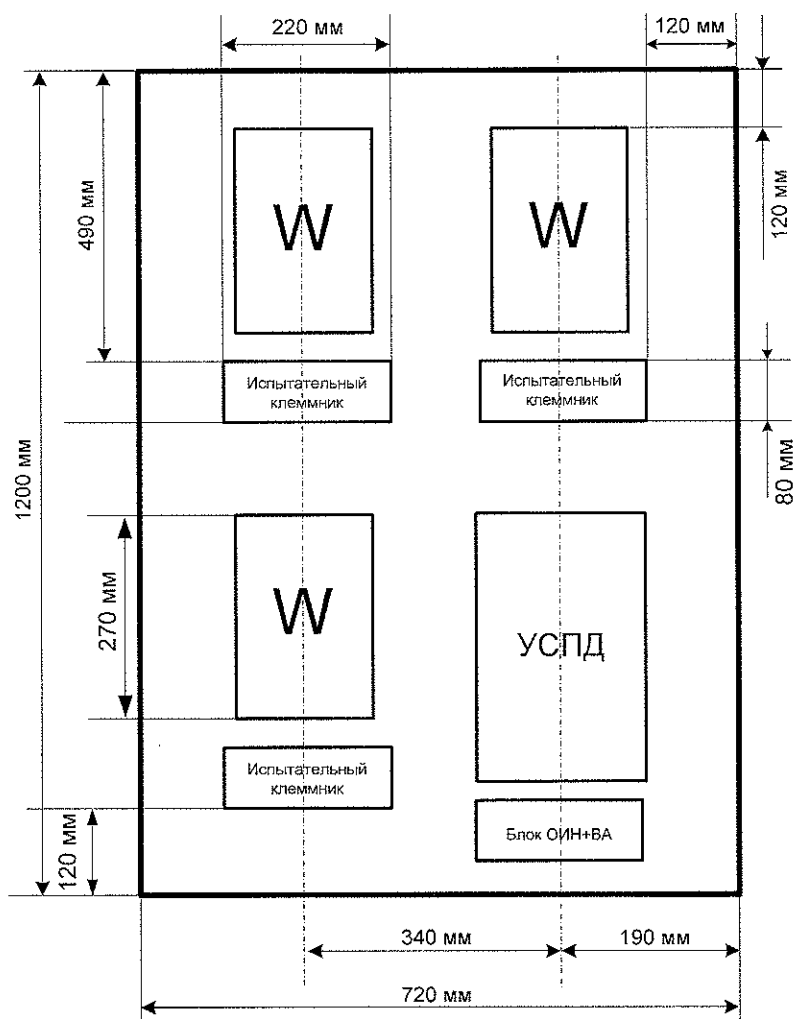 220 мм
120 мм
490 мм
W
W
120 мм
Испытательный
клеммник
Испытательный
клеммник
80 мм
1200 мм
270 мм
W
УСПД
Испытательный
клеммник
Блок ОИН+ВА
120 мм
340 мм
190 мм
720 мм